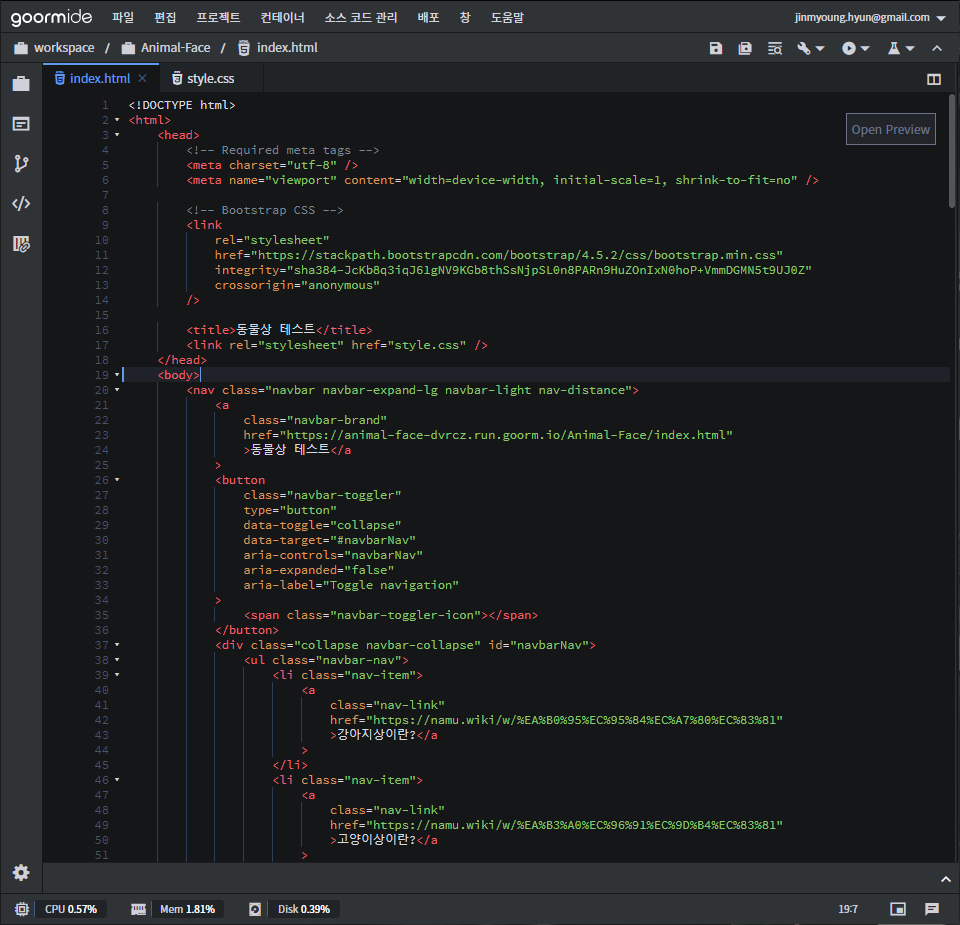 goormide 파일 편집 프로젝트 컨테이너 소스 코드 관리 배포 창 도움말 jinmyoung.hyun@gmail.com
workspace / Animal-Face / index.html
index.html style.css
Open Preview
1 <!DOCTYPE html>
2 <html>
3 <head>
4 <!-- Required meta tags -->
5 <meta charset="utf-8" />
6 <meta name="viewport" content="width=device-width, initial-scale=1, shrink-to-fit=no" />
7
8 <!-- Bootstrap CSS -->
9 <link
10 rel="stylesheet"
11 href="https://stackpath.bootstrapcdn.com/bootstrap/4.5.2/css/bootstrap.min.css"
12 integrity="sha384-JcKb8q3iqJ61gNV9KGb8thSsNjpSL0n8PARn9HuZOnIxN0hoP+VmmDGMN5t9UJ0Z"
13 crossorigin="anonymous"
14 />
15
16 <title>동물상 테스트</title>
17 <link rel="stylesheet" href="style.css" />
18 </head>
19 <body>
20 <nav class="navbar navbar-expand-lg navbar-light nav-distance">
21 <a
22 class="navbar-brand"
23 href="https://animal-face-dvrcz.run.goorm.io/Animal-Face/index.html"
24 >동물상 테스트</a
25 >
26 <button
27 class="navbar-toggler"
28 type="button"
29 data-toggle="collapse"
30 data-target="#navbarNav"
31 aria-controls="navbarNav"
32 aria-expanded="false"
33 aria-label="Toggle navigation"
34 >
35 <span class="navbar-toggler-icon"></span>
36 </button>
37 <div class="collapse navbar-collapse" id="navbarNav">
38 <ul class="navbar-nav">
39 <li class="nav-item">
40 <a
41 class="nav-link"
42 href="https://namu.wiki/w/%EA%B0%95%EC%95%84%EC%A7%80%EC%83%81"
43 >강아지상이란?</a
44 >
45 </li>
46 <li class="nav-item">
47 <a
48 class="nav-link"
49 href="https://namu.wiki/w/%EA%B3%A0%EC%96%91%EC%9D%B4%EC%83%81"
50 >고양이상이란?</a
51 >
CPU 0.57% Mem 1.81% Disk 0.39% 19:7